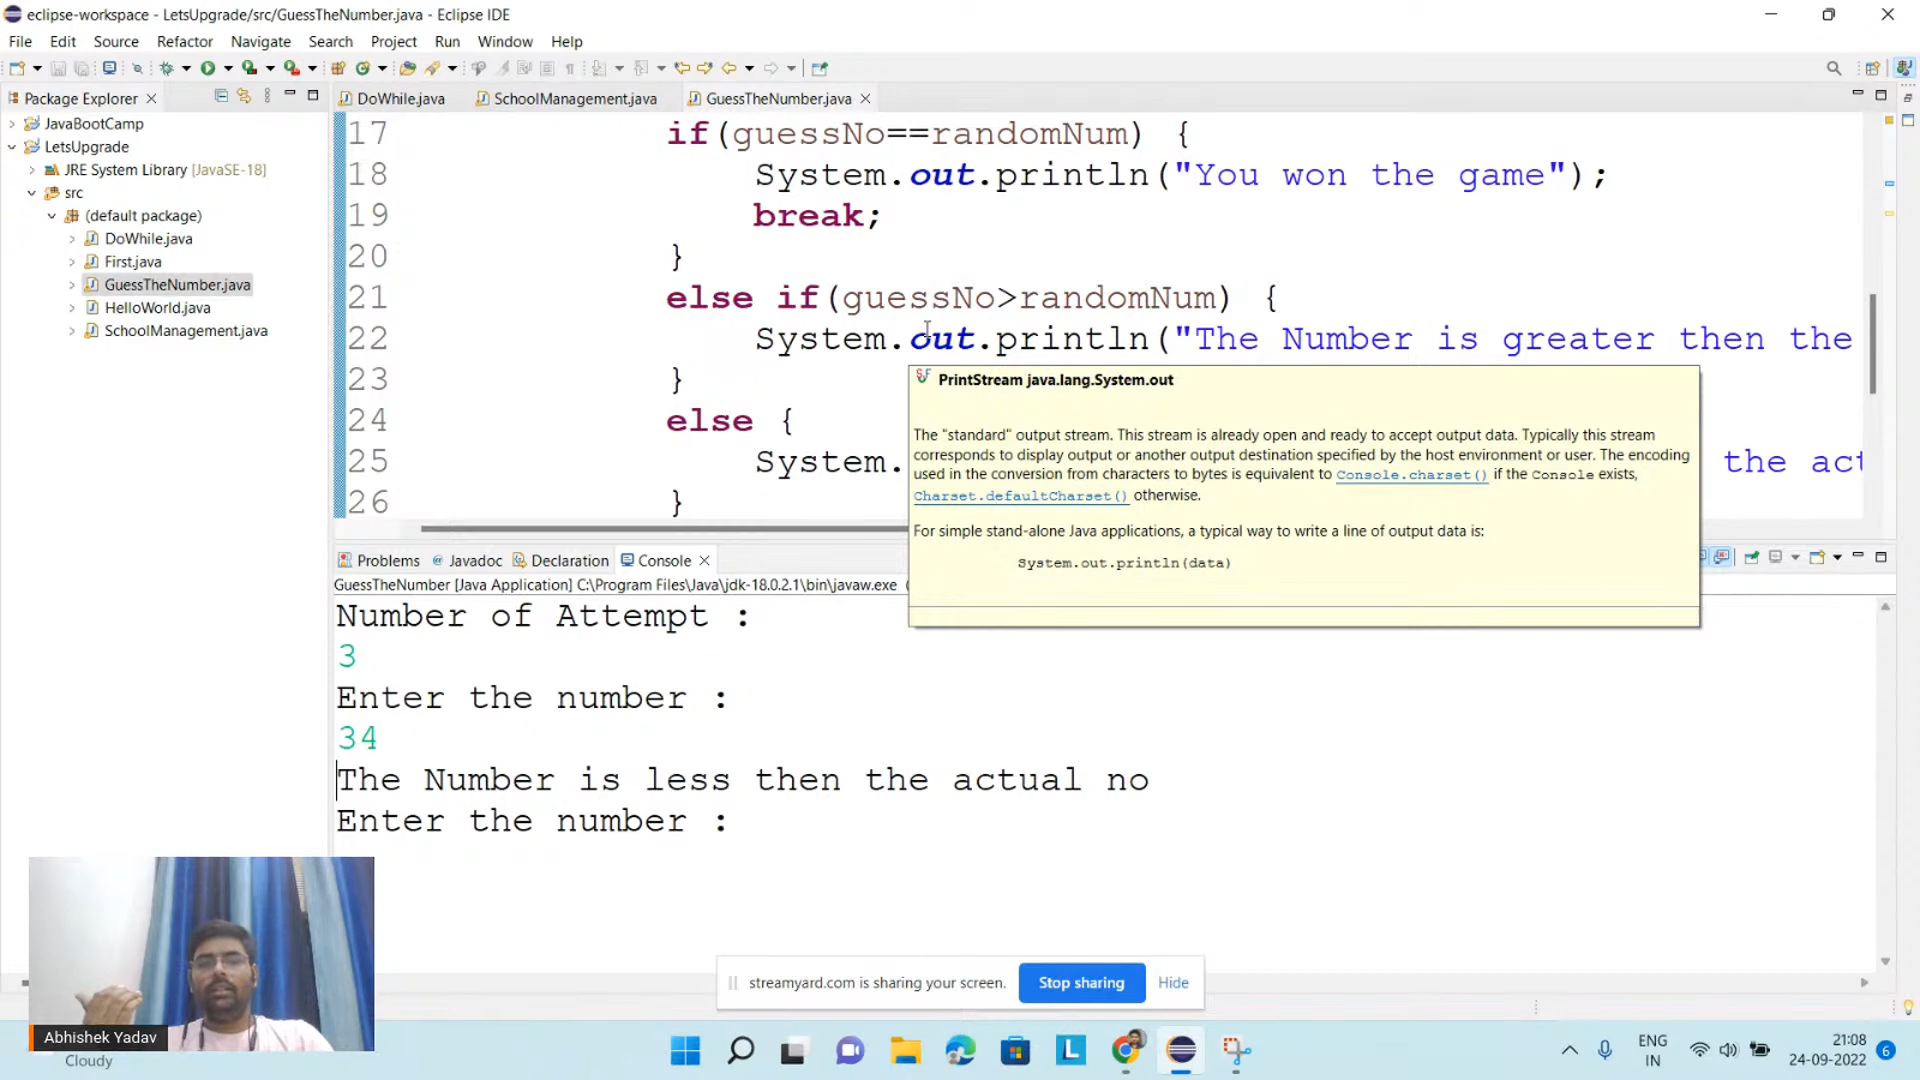 eclipse-workspace - LetsUpgrade/src/GuessTheNumber.java - Eclipse IDE
File Edit Source Refactor Navigate Search Project Run Window Help
Package Explorer
JavaBootCamp
LetsUpgrade
JRE System Library [JavaSE-18]
src
(default package)
DoWhile.java
First.java
GuessTheNumber.java
HelloWorld.java
SchoolManagement.java
DoWhile.java SchoolManagement.java GuessTheNumber.java
17 if(guessNo==randomNum) {
18 System.out.println("You won the game");
19 break;
20 }
21 else if(guessNo>randomNum) {
22 System.out.println("The Number is greater then the
23 }
24 else {
25 System. the act
26 }
PrintStream java.lang.System.out
The "standard" output stream. This stream is already open and ready to accept output data. Typically this stream
corresponds to display output or another output destination specified by the host environment or user. The encoding
used in the conversion from characters to bytes is equivalent to Console.charset() if the Console exists,
Charset.defaultCharset() otherwise.
For simple stand-alone Java applications, a typical way to write a line of output data is:
System.out.println(data)
Problems Javadoc Declaration Console
GuessTheNumber [Java Application] C:\Program Files\Java\jdk-18.0.2.1\bin\javaw.exe (
Number of Attempt :
3
Enter the number :
34
The Number is less then the actual no
Enter the number :
streamyard.com is sharing your screen. Stop sharing Hide
Abhishek Yadav
Cloudy
ENG
IN
21:08
24-09-2022
6